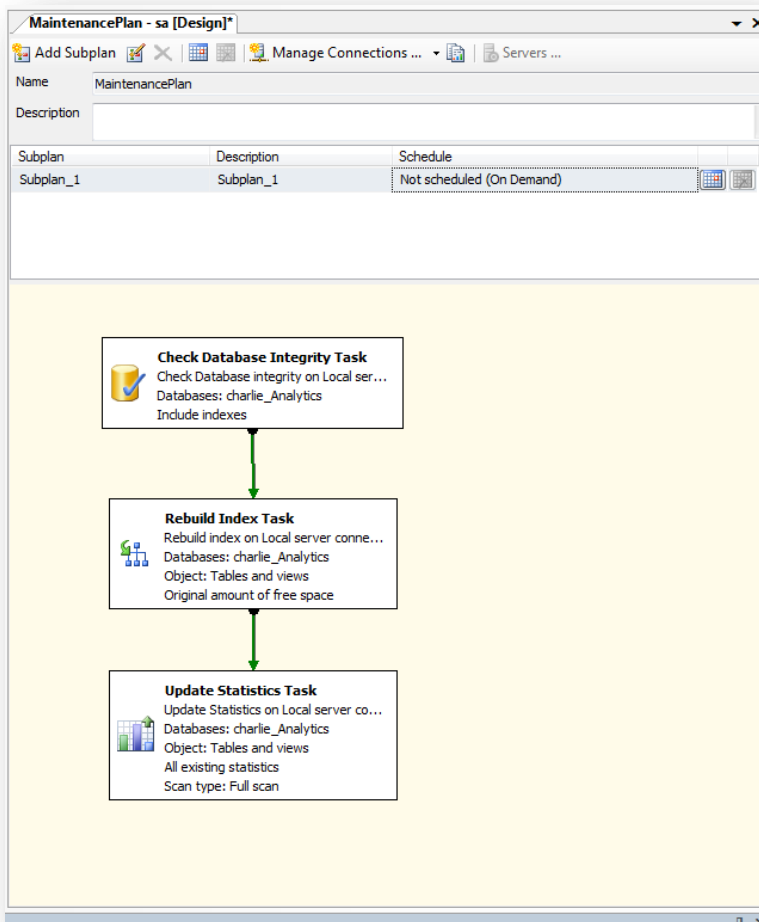 MaintenancePlan - sa [Design]*
Add Subplan Manage Connections ... Servers ...
Name MaintenancePlan
Description
Subplan Description Schedule
Subplan_1 Subplan_1 Not scheduled (On Demand)
Check Database Integrity Task
Check Database integrity on Local ser...
Databases: charlie_Analytics
Include indexes
Rebuild Index Task
Rebuild index on Local server conne...
Databases: charlie_Analytics
Object: Tables and views
Original amount of free space
Update Statistics Task
Update Statistics on Local server co...
Databases: charlie_Analytics
Object: Tables and views
All existing statistics
Scan type: Full scan